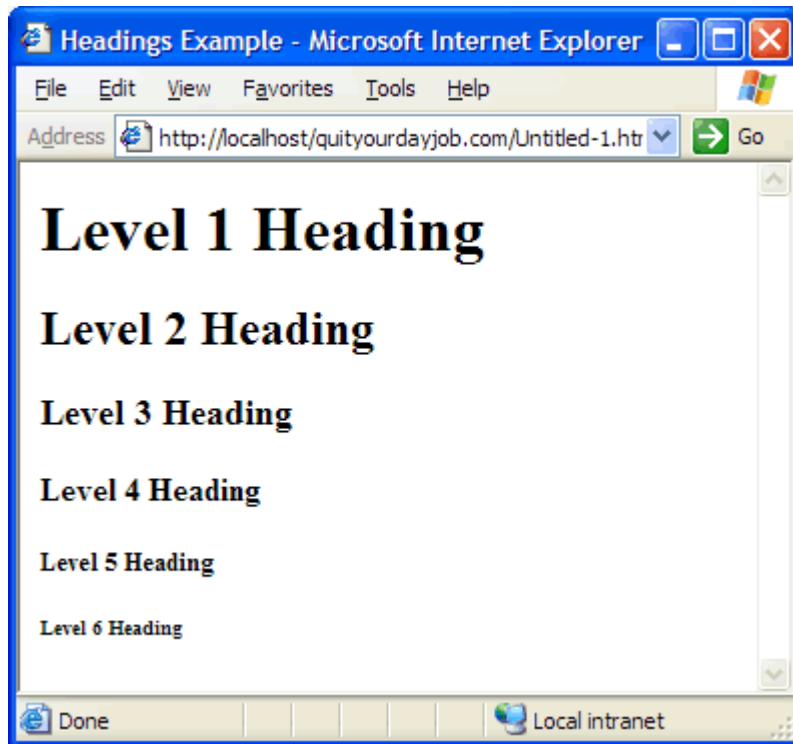 Headings Example - Microsoft Internet Explorer
File Edit View Favorites Tools Help
Address http://localhost/quityourdayjob.com/Untitled-1.htr Go
Level 1 Heading
Level 2 Heading
Level 3 Heading
Level 4 Heading
Level 5 Heading
Level 6 Heading
Done Local intranet